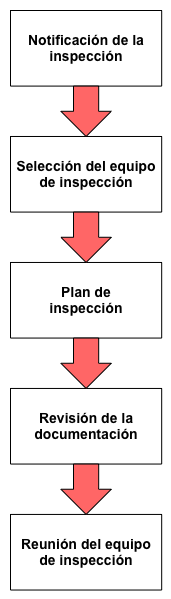 Notificación de la
inspección
Selección del equipo
de inspección
Plan de
inspección
Revisión de la
documentación
Reunión del equipo
de inspección